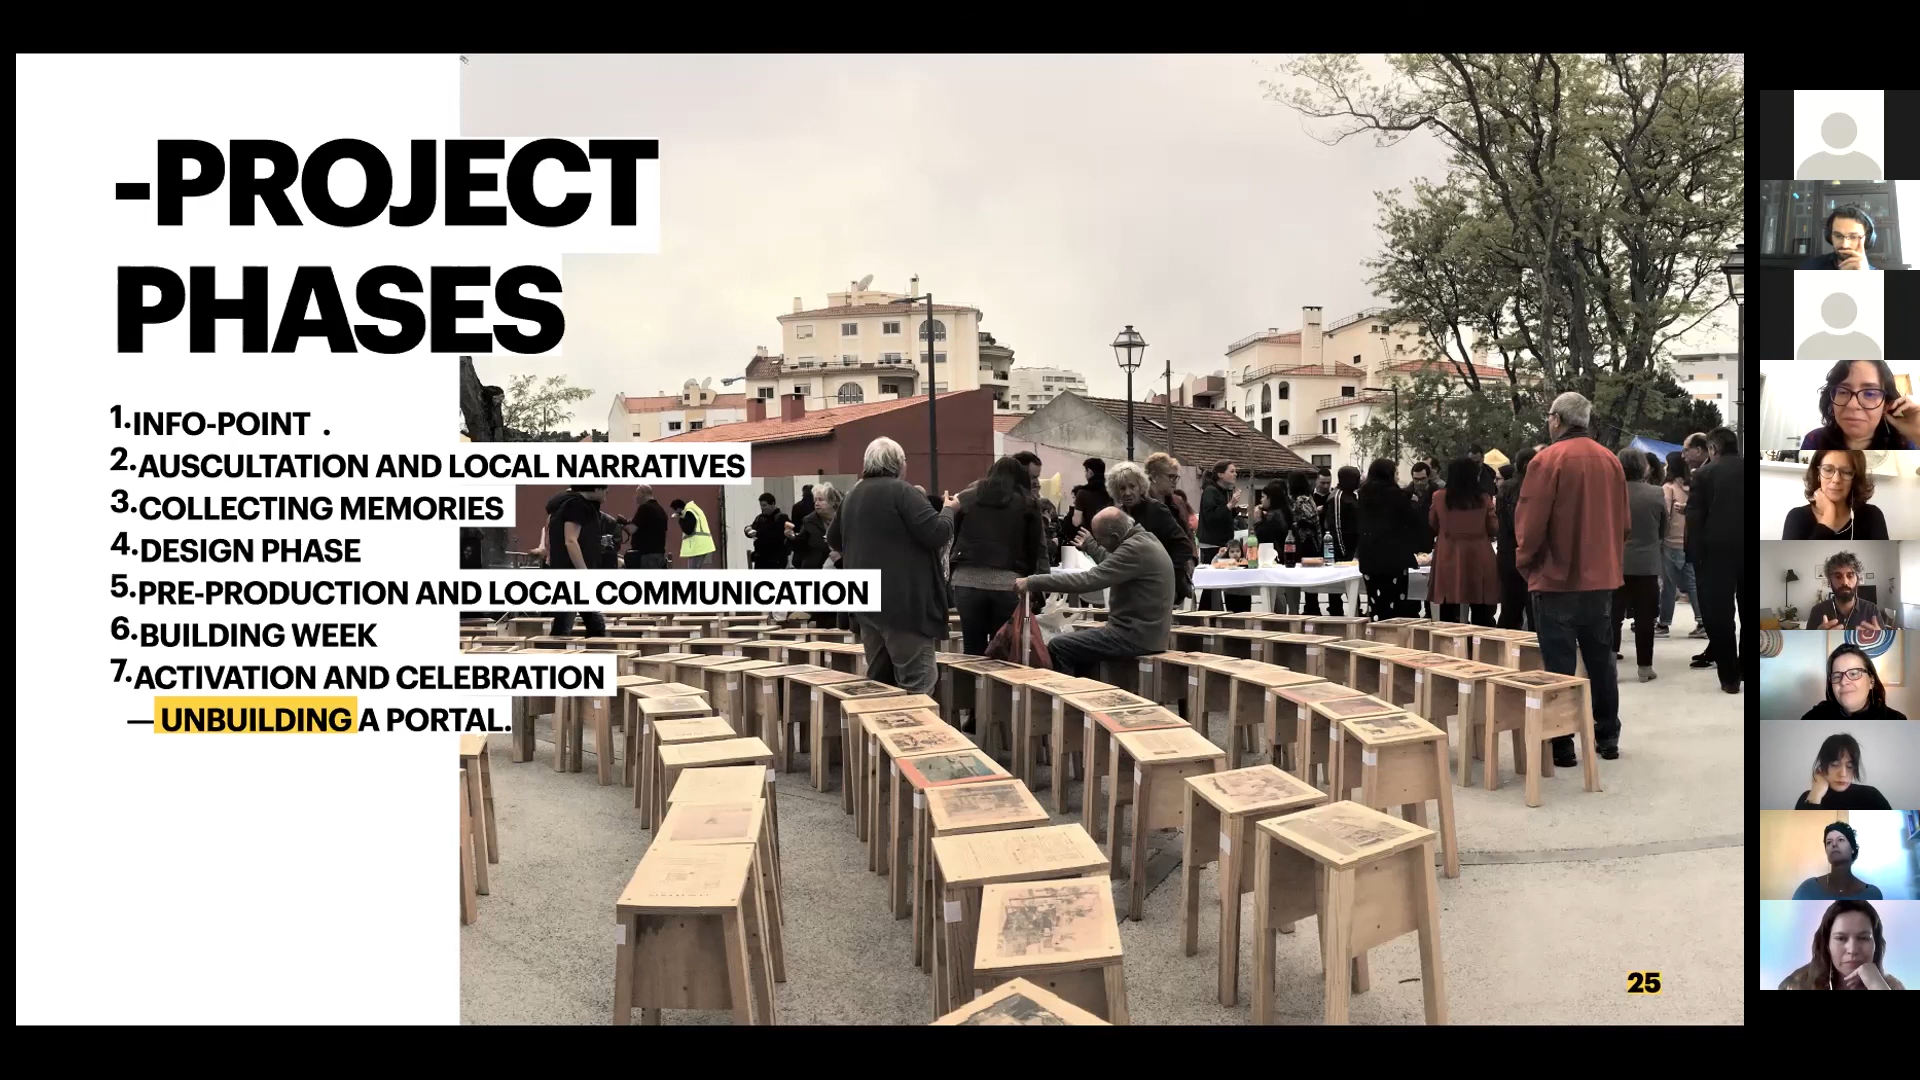 -PROJECT
PHASES
1.INFO-POINT .
2.AUSCULTATION AND LOCAL NARRATIVES
3.COLLECTING MEMORIES
4.DESIGN PHASE
5.PRE-PRODUCTION AND LOCAL COMMUNICATION
6.BUILDING WEEK
7.ACTIVATION AND CELEBRATION
— UNBUILDING A PORTAL.
25